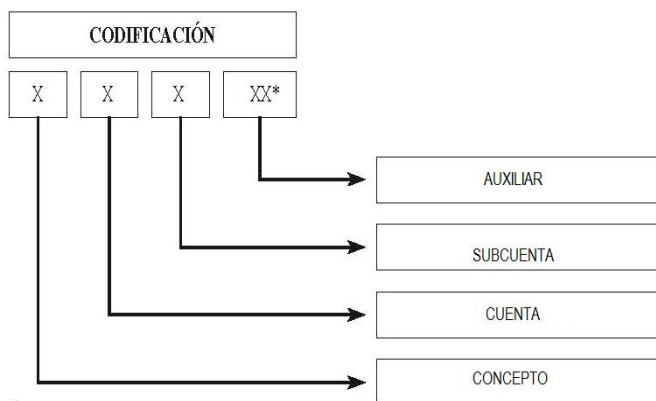 CODIFICACIÓN
X X X XX*
AUXILIAR
SUBCUENTA
CUENTA
CONCEPTO